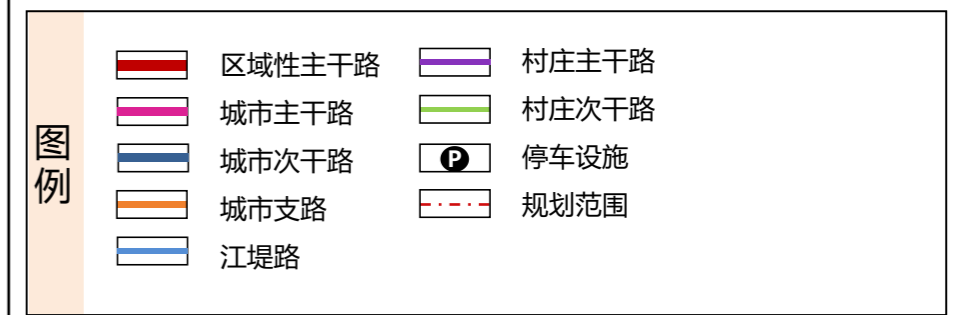 图例
区域性主干路
城市主干路
城市次干路
城市支路
江堤路
村庄主干路
村庄次干路
P
停车设施
规划范围